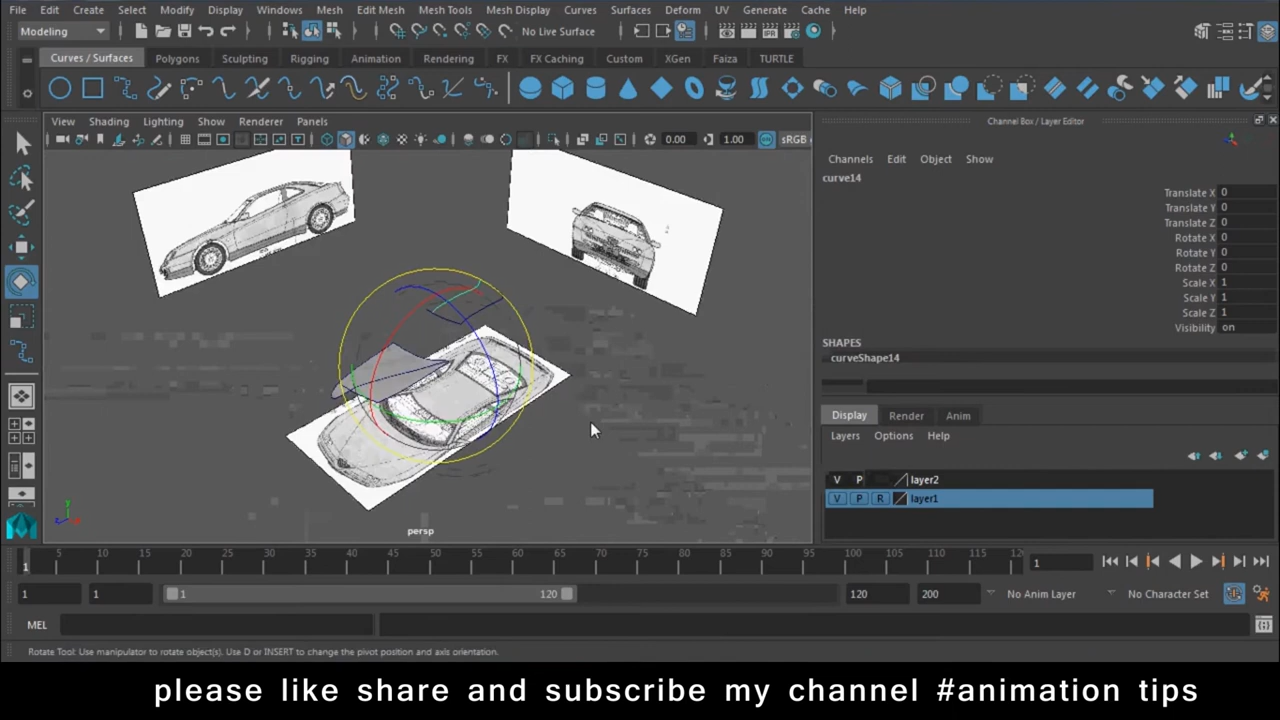 File Edit Create Select Modify Display Windows Mesh Edit Mesh Mesh Tools Mesh Display Curves Surfaces Deform UV Generate Cache Help
Modeling No Live Surface
Curves / Surfaces Polygons Sculpting Rigging Animation Rendering FX FX Caching Custom XGen Faiza TURTLE
View Shading Lighting Show Renderer Panels
0.00 1.00 sRGB
persp
Channel Box / Layer Editor
Channels Edit Object Show
curve14
Translate X 0
Translate Y 0
Translate Z 0
Rotate X 0
Rotate Y 0
Rotate Z 0
Scale X 1
Scale Y 1
Scale Z 1
Visibility on
SHAPES
curveShape14
Display Render Anim
Layers Options Help
V P layer2
V P R layer1
5 10 15 20 25 30 35 40 45 50 55 60 65 70 75 80 85 90 95 100 105 110 115 12
1 1
1 1 1 120 120 200 No Anim Layer No Character Set
MEL
Rotate Tool: Use manipulator to rotate object(s). Use D or INSERT to change the pivot position and axis orientation.
please like share and subscribe my channel #animation tips